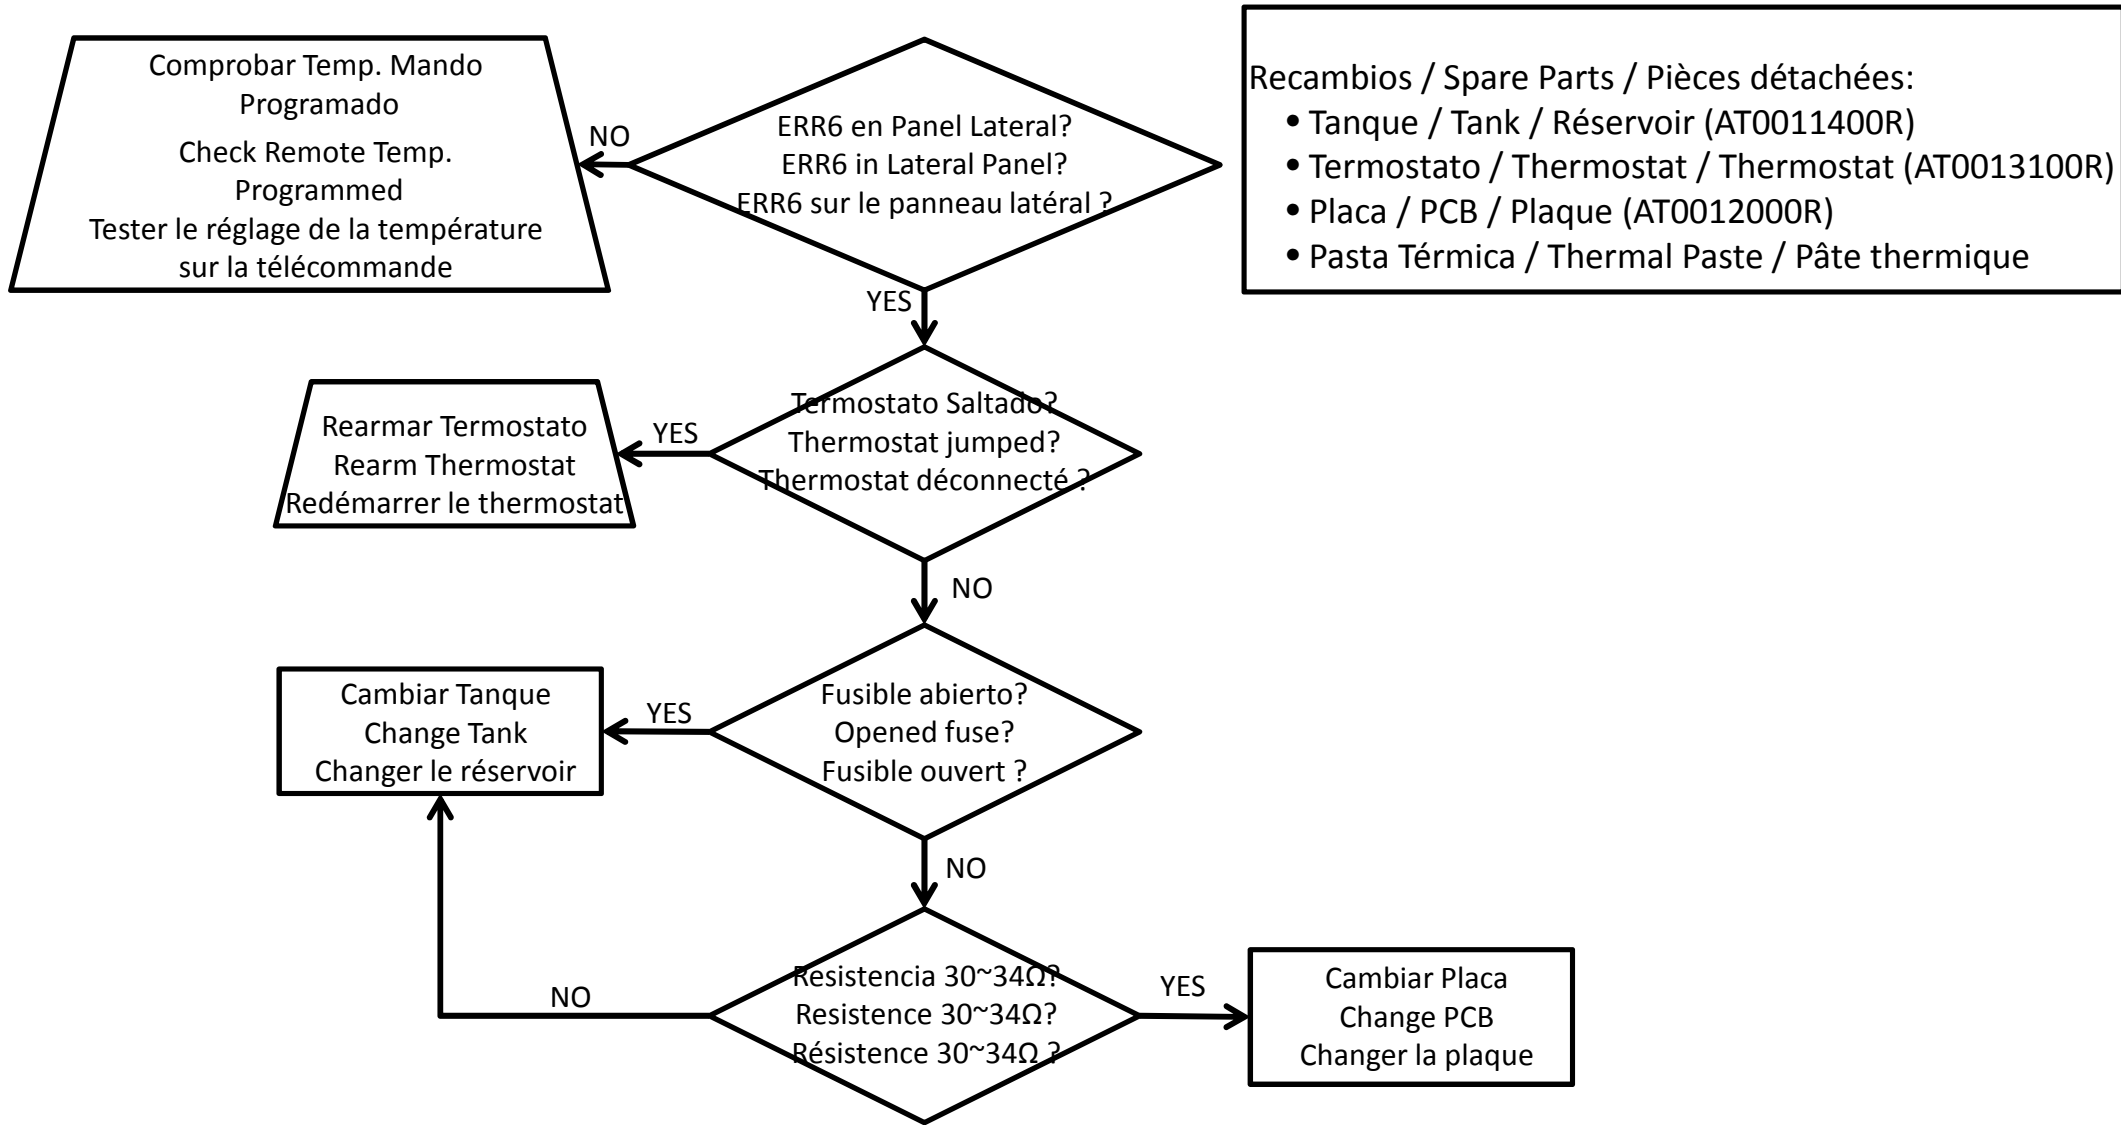 Comprobar Temp. Mando
Programado
Check Remote Temp.
Programmed
Tester le réglage de la température
sur la télécommande
NO
ERR6 en Panel Lateral?
ERR6 in Lateral Panel?
ERR6 sur le panneau latéral ?
Recambios / Spare Parts / Pièces détachées:
• Tanque / Tank / Réservoir (AT0011400R)
• Termostato / Thermostat / Thermostat (AT0013100R)
• Placa / PCB / Plaque (AT0012000R)
• Pasta Térmica / Thermal Paste / Pâte thermique
YES
Rearmar Termostato
Rearm Thermostat
Redémarrer le thermostat
YES
Termostato Saltado?
Thermostat jumped?
Thermostat déconnecté ?
NO
Cambiar Tanque
Change Tank
Changer le réservoir
YES
Fusible abierto?
Opened fuse?
Fusible ouvert ?
NO
NO
Resistencia 30~34Ω?
Resistence 30~34Ω?
Résistence 30~34Ω ?
YES
Cambiar Placa
Change PCB
Changer la plaque